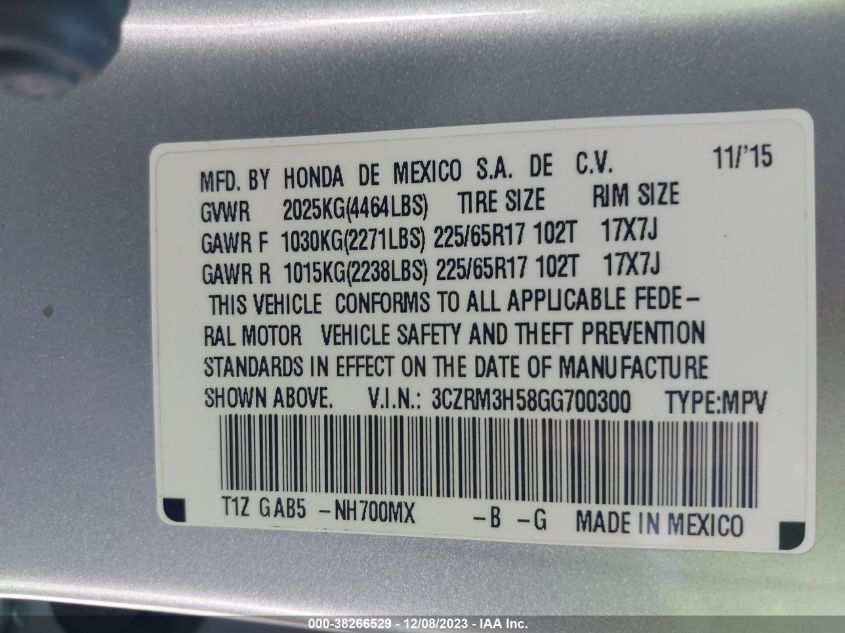 MFD. BY HONDA DE MEXICO S.A. DE C.V. 11/'15
GVWR 2025KG(4464LBS) TIRE SIZE RIM SIZE
GAWR F 1030KG(2271LBS) 225/65R17 102T 17X7J
GAWR R 1015KG(2238LBS) 225/65R17 102T 17X7J
THIS VEHICLE CONFORMS TO ALL APPLICABLE FEDE-
RAL MOTOR VEHICLE SAFETY AND THEFT PREVENTION
STANDARDS IN EFFECT ON THE DATE OF MANUFACTURE
SHOWN ABOVE. V.I.N.: 3CZRM3H58GG700300 TYPE:MPV
T1Z GAB5 -NH700MX -B -G MADE IN MEXICO
000-38266529 - 12/08/2023 - IAA Inc.